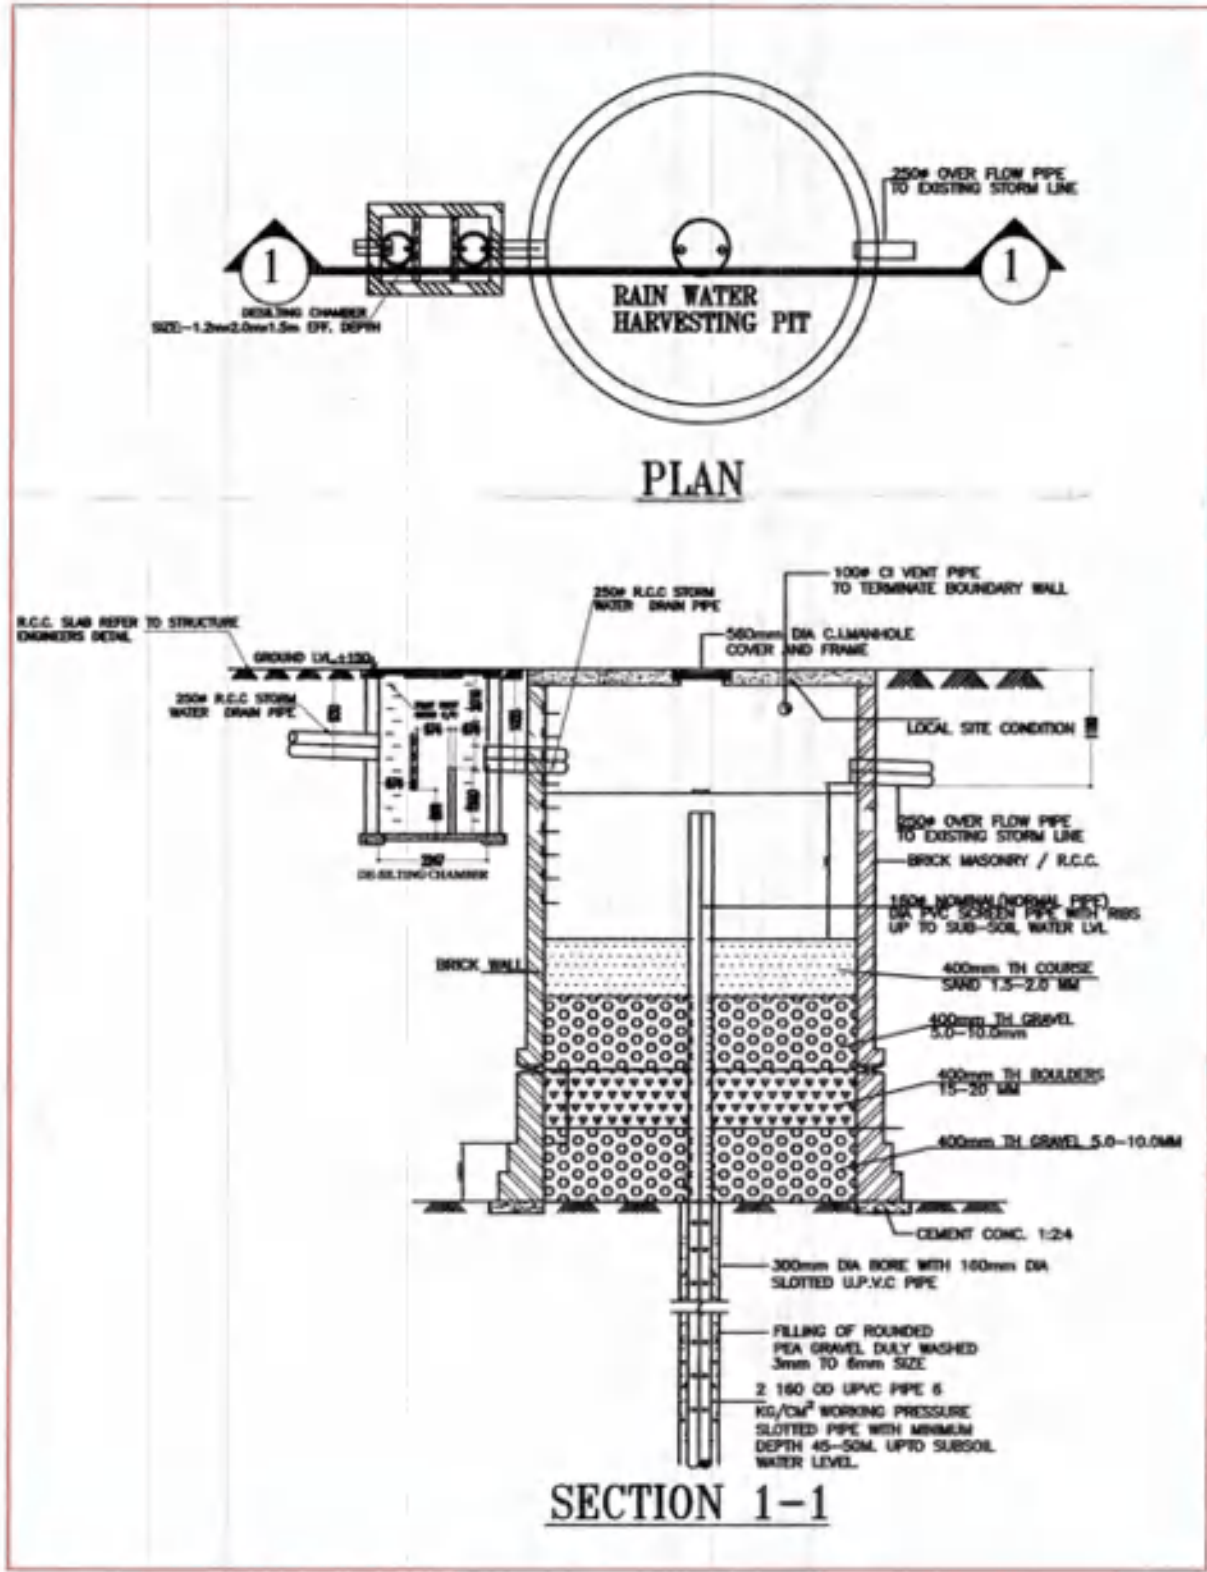 250ø OVER FLOW PIPE
TO EXISTING STORM LINE
1
1
DESILTING CHAMBER
SIZE:-1.2mx2.0mx1.5m EFF. DEPTH
RAIN WATER
HARVESTING PIT
PLAN
100ø CI VENT PIPE
TO TERMINATE BOUNDARY WALL
250ø R.C.C STORM
WATER DRAIN PIPE
R.C.C. SLAB REFER TO STRUCTURE
ENGINEERS DETAIL
560mm DIA C.I.MANHOLE
COVER AND FRAME
GROUND LVL.±150
250ø R.C.C STORM
WATER DRAIN PIPE
LOCAL SITE CONDITION
250ø OVER FLOW PIPE
TO EXISTING STORM LINE
BRICK MASONRY / R.C.C.
DE-SILTING CHAMBER
NOMINAL(NORMAL PIPE)
DIA PVC SCREEN PIPE WITH RIBS
UP TO SUB-SOIL WATER LVL
BRICK WALL
400mm TH COURSE
SAND 1.5-2.0 MM
400mm TH GRAVEL
5.0-10.0mm
400mm TH BOULDERS
15-20 MM
400mm TH GRAVEL 5.0-10.0MM
CEMENT CONC. 1:2:4
300mm DIA BORE WITH 160mm DIA
SLOTTED U.P.V.C PIPE
FILLING OF ROUNDED
PEA GRAVEL DULY WASHED
3mm TO 6mm SIZE
2 160 OD UPVC PIPE 6
KG/CM² WORKING PRESSURE
SLOTTED PIPE WITH MINIMUM
DEPTH 45-50M. UPTO SUBSOIL
WATER LEVEL.
SECTION 1-1